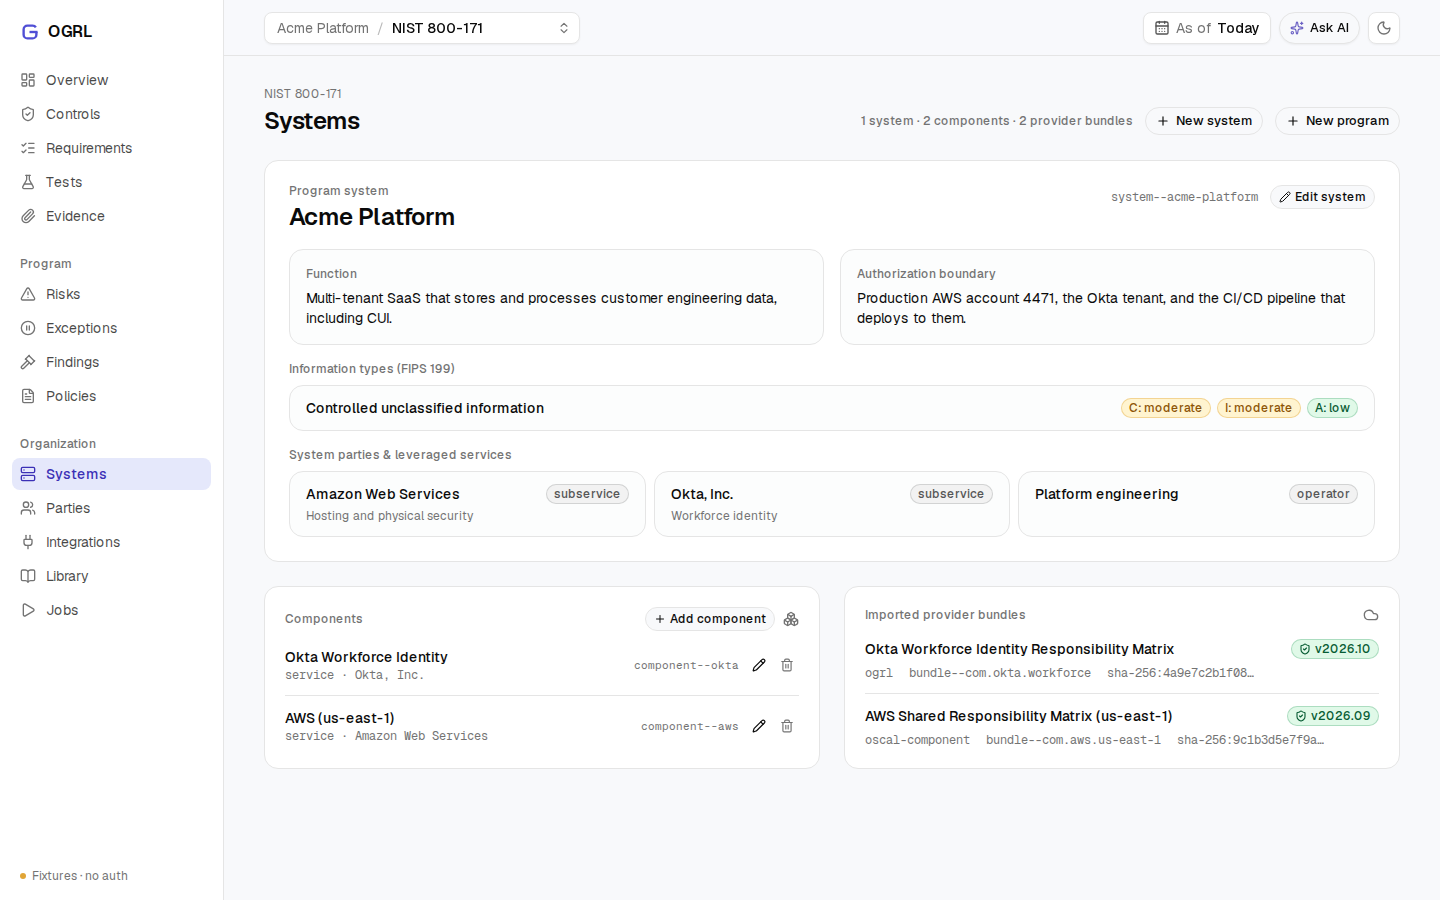 OGRL
Acme Platform / NIST 800-171
As of Today
Ask AI
Overview
Controls
Requirements
Tests
Evidence
Program
Risks
Exceptions
Findings
Policies
Organization
Systems
Parties
Integrations
Library
Jobs
Fixtures · no auth
NIST 800-171
Systems
1 system · 2 components · 2 provider bundles
New system
New program
Program system
Acme Platform
system--acme-platform
Edit system
Function
Multi-tenant SaaS that stores and processes customer engineering data,
including CUI.
Authorization boundary
Production AWS account 4471, the Okta tenant, and the CI/CD pipeline that
deploys to them.
Information types (FIPS 199)
Controlled unclassified information
C: moderate
I: moderate
A: low
System parties & leveraged services
Amazon Web Services
subservice
Hosting and physical security
Okta, Inc.
subservice
Workforce identity
Platform engineering
operator
Components
Add component
Okta Workforce Identity
service · Okta, Inc.
component--okta
AWS (us-east-1)
service · Amazon Web Services
component--aws
Imported provider bundles
Okta Workforce Identity Responsibility Matrix
v2026.10
ogrl bundle--com.okta.workforce sha-256:4a9e7c2b1f08…
AWS Shared Responsibility Matrix (us-east-1)
v2026.09
oscal-component bundle--com.aws.us-east-1 sha-256:9c1b3d5e7f9a…